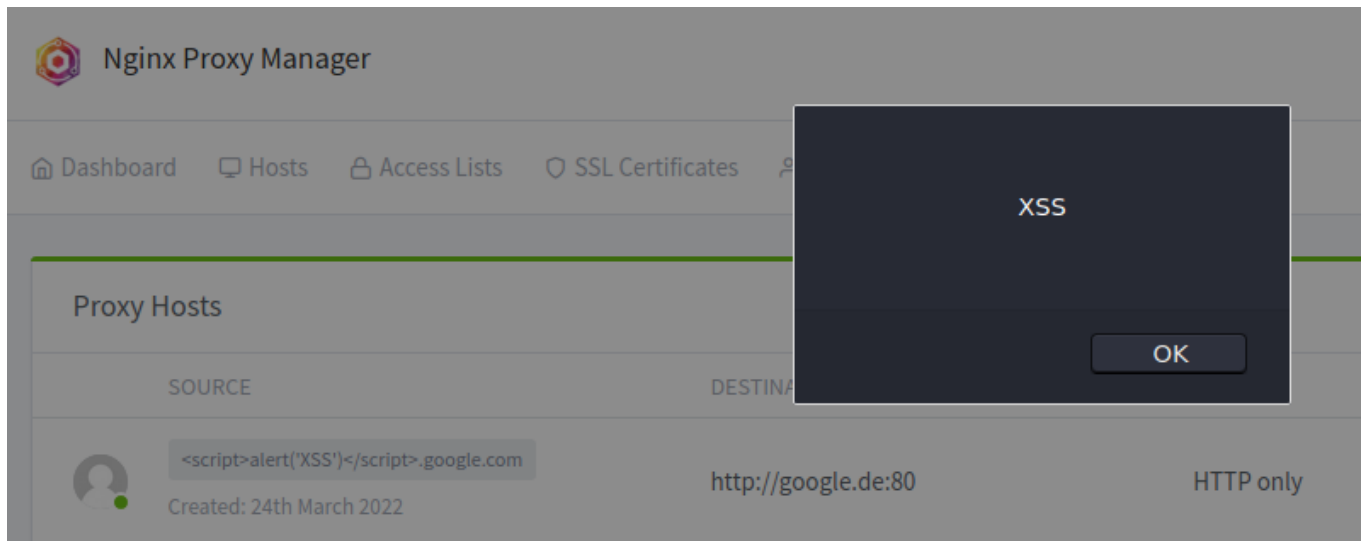 Nginx Proxy Manager
Dashboard Hosts Access Lists SSL Certificates
XSS
OK
Proxy Hosts
SOURCE DESTINA
<script>alert('XSS')</script>.google.com
http://google.de:80 HTTP only
Created: 24th March 2022